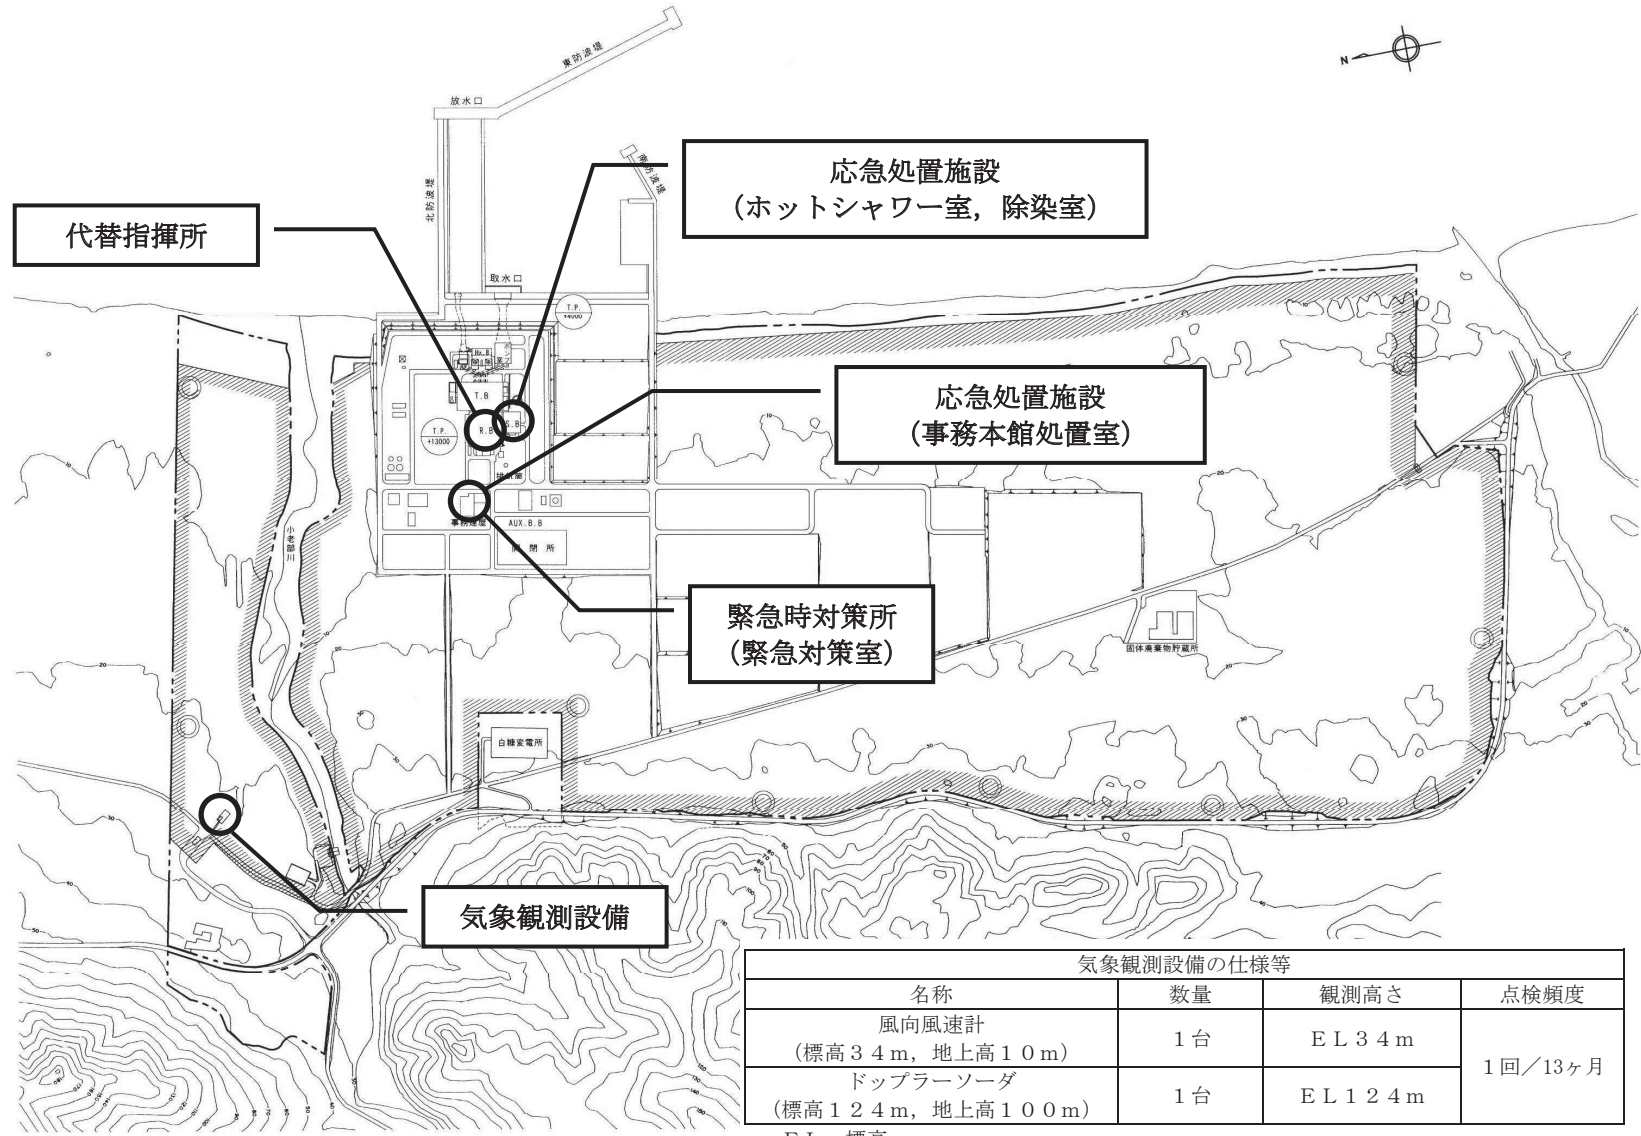 東防波堤
放水口
N
南防波堤
北防波堤
応急処置施設
(ホットシャワー室，除染室)
代替指揮所
取水口
T.P.
+4000
Hx.B
T.B
応急処置施設
(事務本館処置室)
S.B
R.B
T.P.
+13000
排気筒
事務建屋
AUX.B.B
開閉所
小老部川
緊急時対策所
(緊急対策室)
固体廃棄物貯蔵所
白糠変電所
気象観測設備
気象観測設備の仕様等
名称 数量 観測高さ 点検頻度
風向風速計
(標高３４ｍ，地上高１０ｍ)
１台 ＥＬ３４ｍ
１回／13ヶ月
ドップラーソーダ
(標高１２４ｍ，地上高１００ｍ)
１台 ＥＬ１２４ｍ